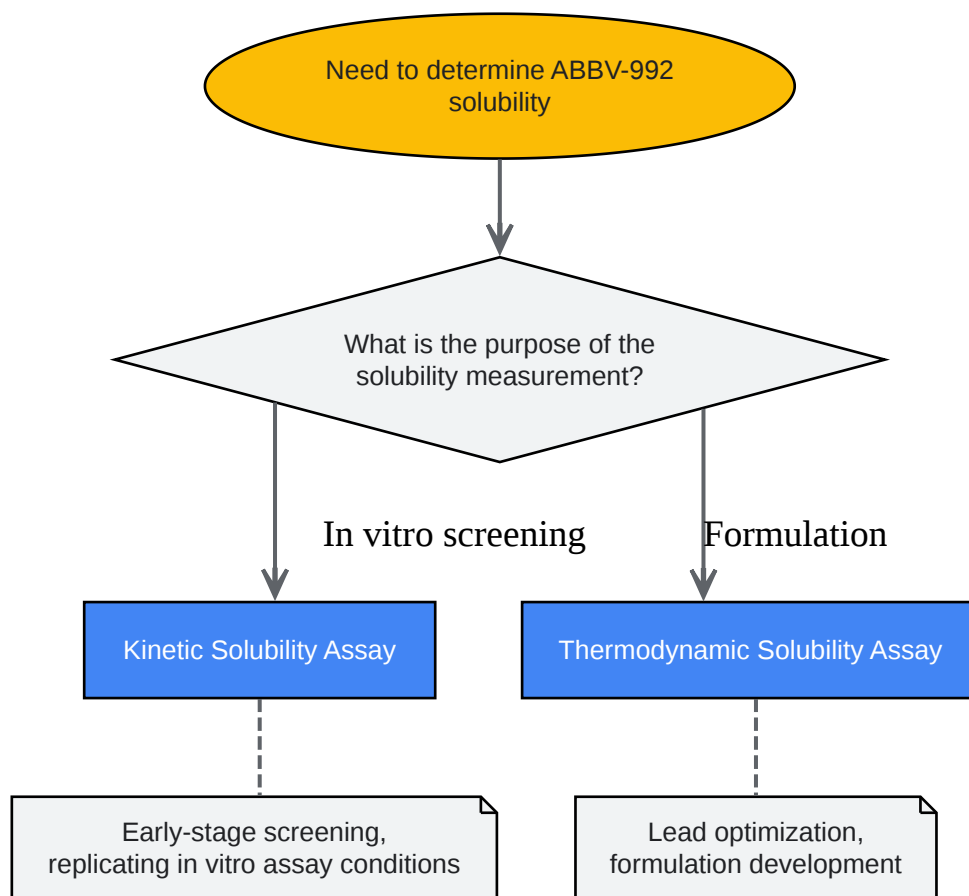 Need to determine ABBV-992
solubility
What is the purpose of the
solubility measurement?
In vitro screening
Formulation
Kinetic Solubility Assay
Thermodynamic Solubility Assay
Early-stage screening,
replicating in vitro assay conditions
Lead optimization,
formulation development